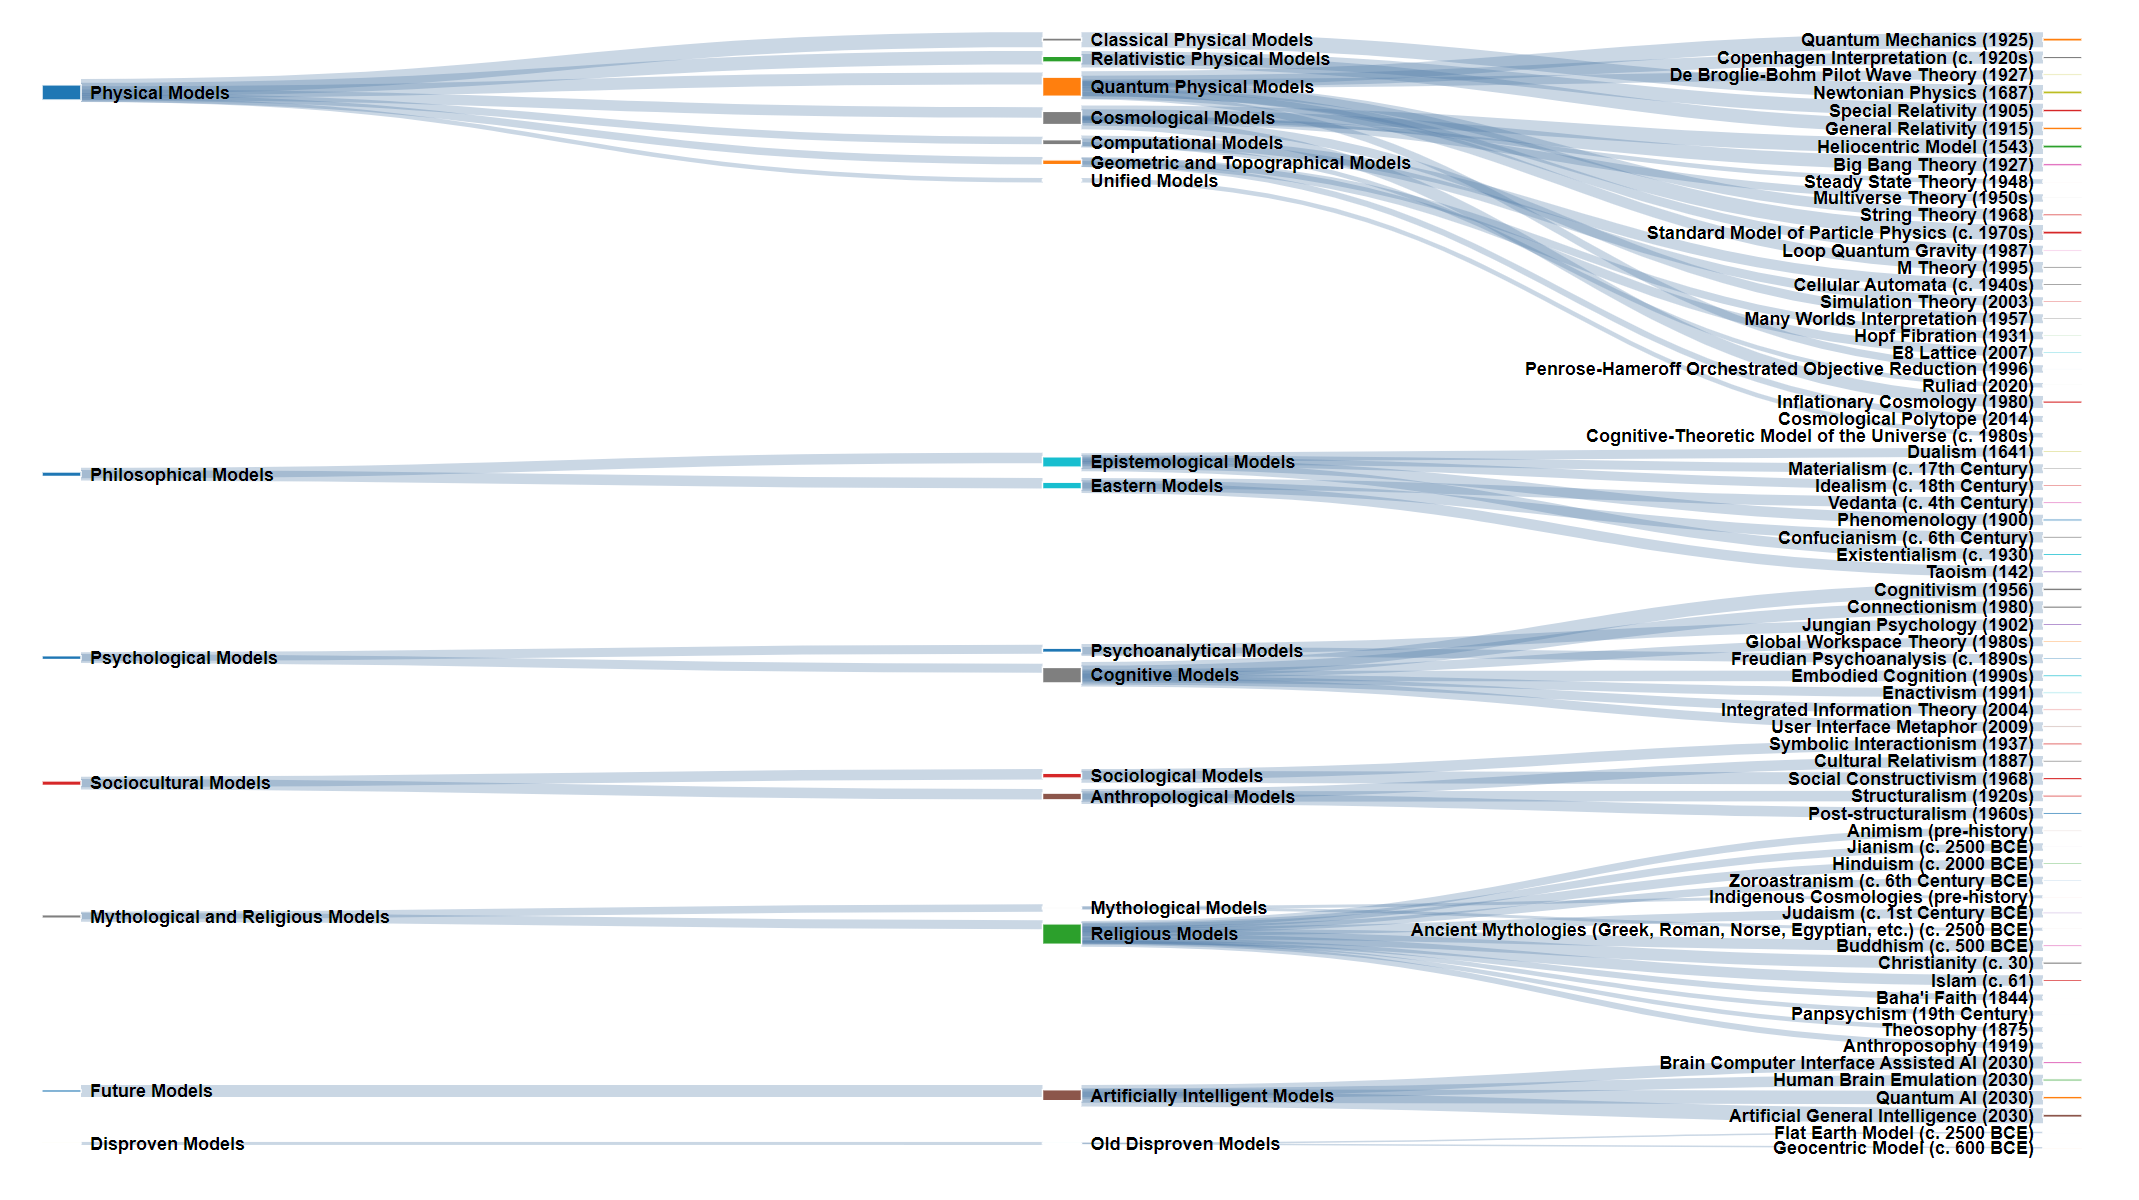 Physical Models
Philosophical Models
Psychological Models
Sociocultural Models
Mythological and Religious Models
Future Models
Disproven Models
Classical Physical Models
Relativistic Physical Models
Quantum Physical Models
Cosmological Models
Computational Models
Geometric and Topographical Models
Unified Models
Epistemological Models
Eastern Models
Psychoanalytical Models
Cognitive Models
Sociological Models
Anthropological Models
Mythological Models
Religious Models
Artificially Intelligent Models
Old Disproven Models
Quantum Mechanics (1925)
Copenhagen Interpretation (c. 1920s)
De Broglie-Bohm Pilot Wave Theory (1927)
Newtonian Physics (1687)
Special Relativity (1905)
General Relativity (1915)
Heliocentric Model (1543)
Big Bang Theory (1927)
Steady State Theory (1948)
Multiverse Theory (1950s)
String Theory (1968)
Standard Model of Particle Physics (c. 1970s)
Loop Quantum Gravity (1987)
M Theory (1995)
Cellular Automata (c. 1940s)
Simulation Theory (2003)
Many Worlds Interpretation (1957)
Hopf Fibration (1931)
E8 Lattice (2007)
Penrose-Hameroff Orchestrated Objective Reduction (1996)
Ruliad (2020)
Inflationary Cosmology (1980)
Cosmological Polytope (2014)
Cognitive-Theoretic Model of the Universe (c. 1980s)
Dualism (1641)
Materialism (c. 17th Century)
Idealism (c. 18th Century)
Vedanta (c. 4th Century)
Phenomenology (1900)
Confucianism (c. 6th Century)
Existentialism (c. 1930)
Taoism (142)
Cognitivism (1956)
Connectionism (1980)
Jungian Psychology (1902)
Global Workspace Theory (1980s)
Freudian Psychoanalysis (c. 1890s)
Embodied Cognition (1990s)
Enactivism (1991)
Integrated Information Theory (2004)
User Interface Metaphor (2009)
Symbolic Interactionism (1937)
Cultural Relativism (1887)
Social Constructivism (1968)
Structuralism (1920s)
Post-structuralism (1960s)
Animism (pre-history)
Jianism (c. 2500 BCE)
Hinduism (c. 2000 BCE)
Zoroastranism (c. 6th Century BCE)
Indigenous Cosmologies (pre-history)
Judaism (c. 1st Century BCE)
Ancient Mythologies (Greek, Roman, Norse, Egyptian, etc.) (c. 2500 BCE)
Buddhism (c. 500 BCE)
Christianity (c. 30)
Islam (c. 61)
Baha'i Faith (1844)
Panpsychism (19th Century)
Theosophy (1875)
Anthroposophy (1919)
Brain Computer Interface Assisted AI (2030)
Human Brain Emulation (2030)
Quantum AI (2030)
Artificial General Intelligence (2030)
Flat Earth Model (c. 2500 BCE)
Geocentric Model (c. 600 BCE)